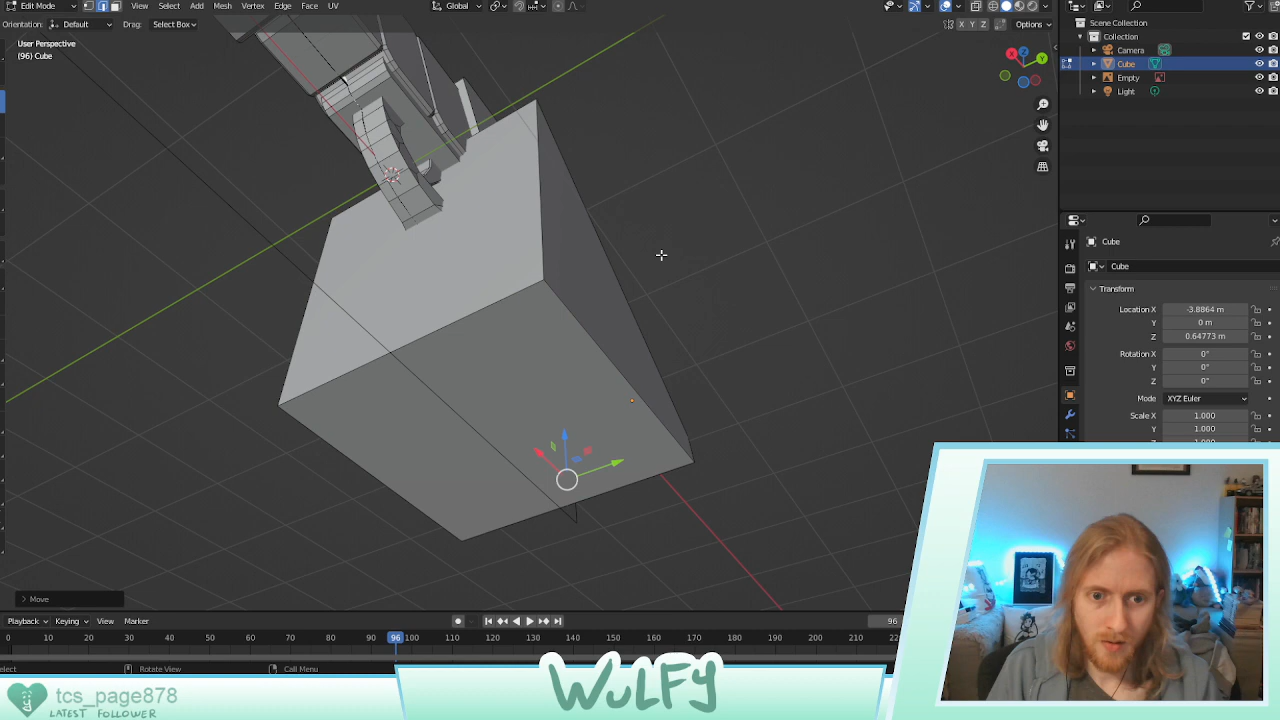 Edit Mode
View Select Add Mesh Vertex Edge Face UV
Global
Orientation: Default Drag: Select Box
X Y Z Options
User Perspective
(96) Cube
Scene Collection
Collection
Camera
Cube
Empty
Light
Cube
Cube
Transform
Location X -3.8864 m
Y 0 m
Z 0.64773 m
Rotation X 0°
Y 0°
Z 0°
Mode XYZ Euler
Scale X 1.000
Y 1.000
Move
Playback Keying View Marker
96
0 10 20 30 40 50 60 70 80 90 96 100 110 120 130 140 150 160 170 180 190 200 210 22
elect Rotate View Call Menu
tcs_page878
LATEST FOLLOWER
WULFY